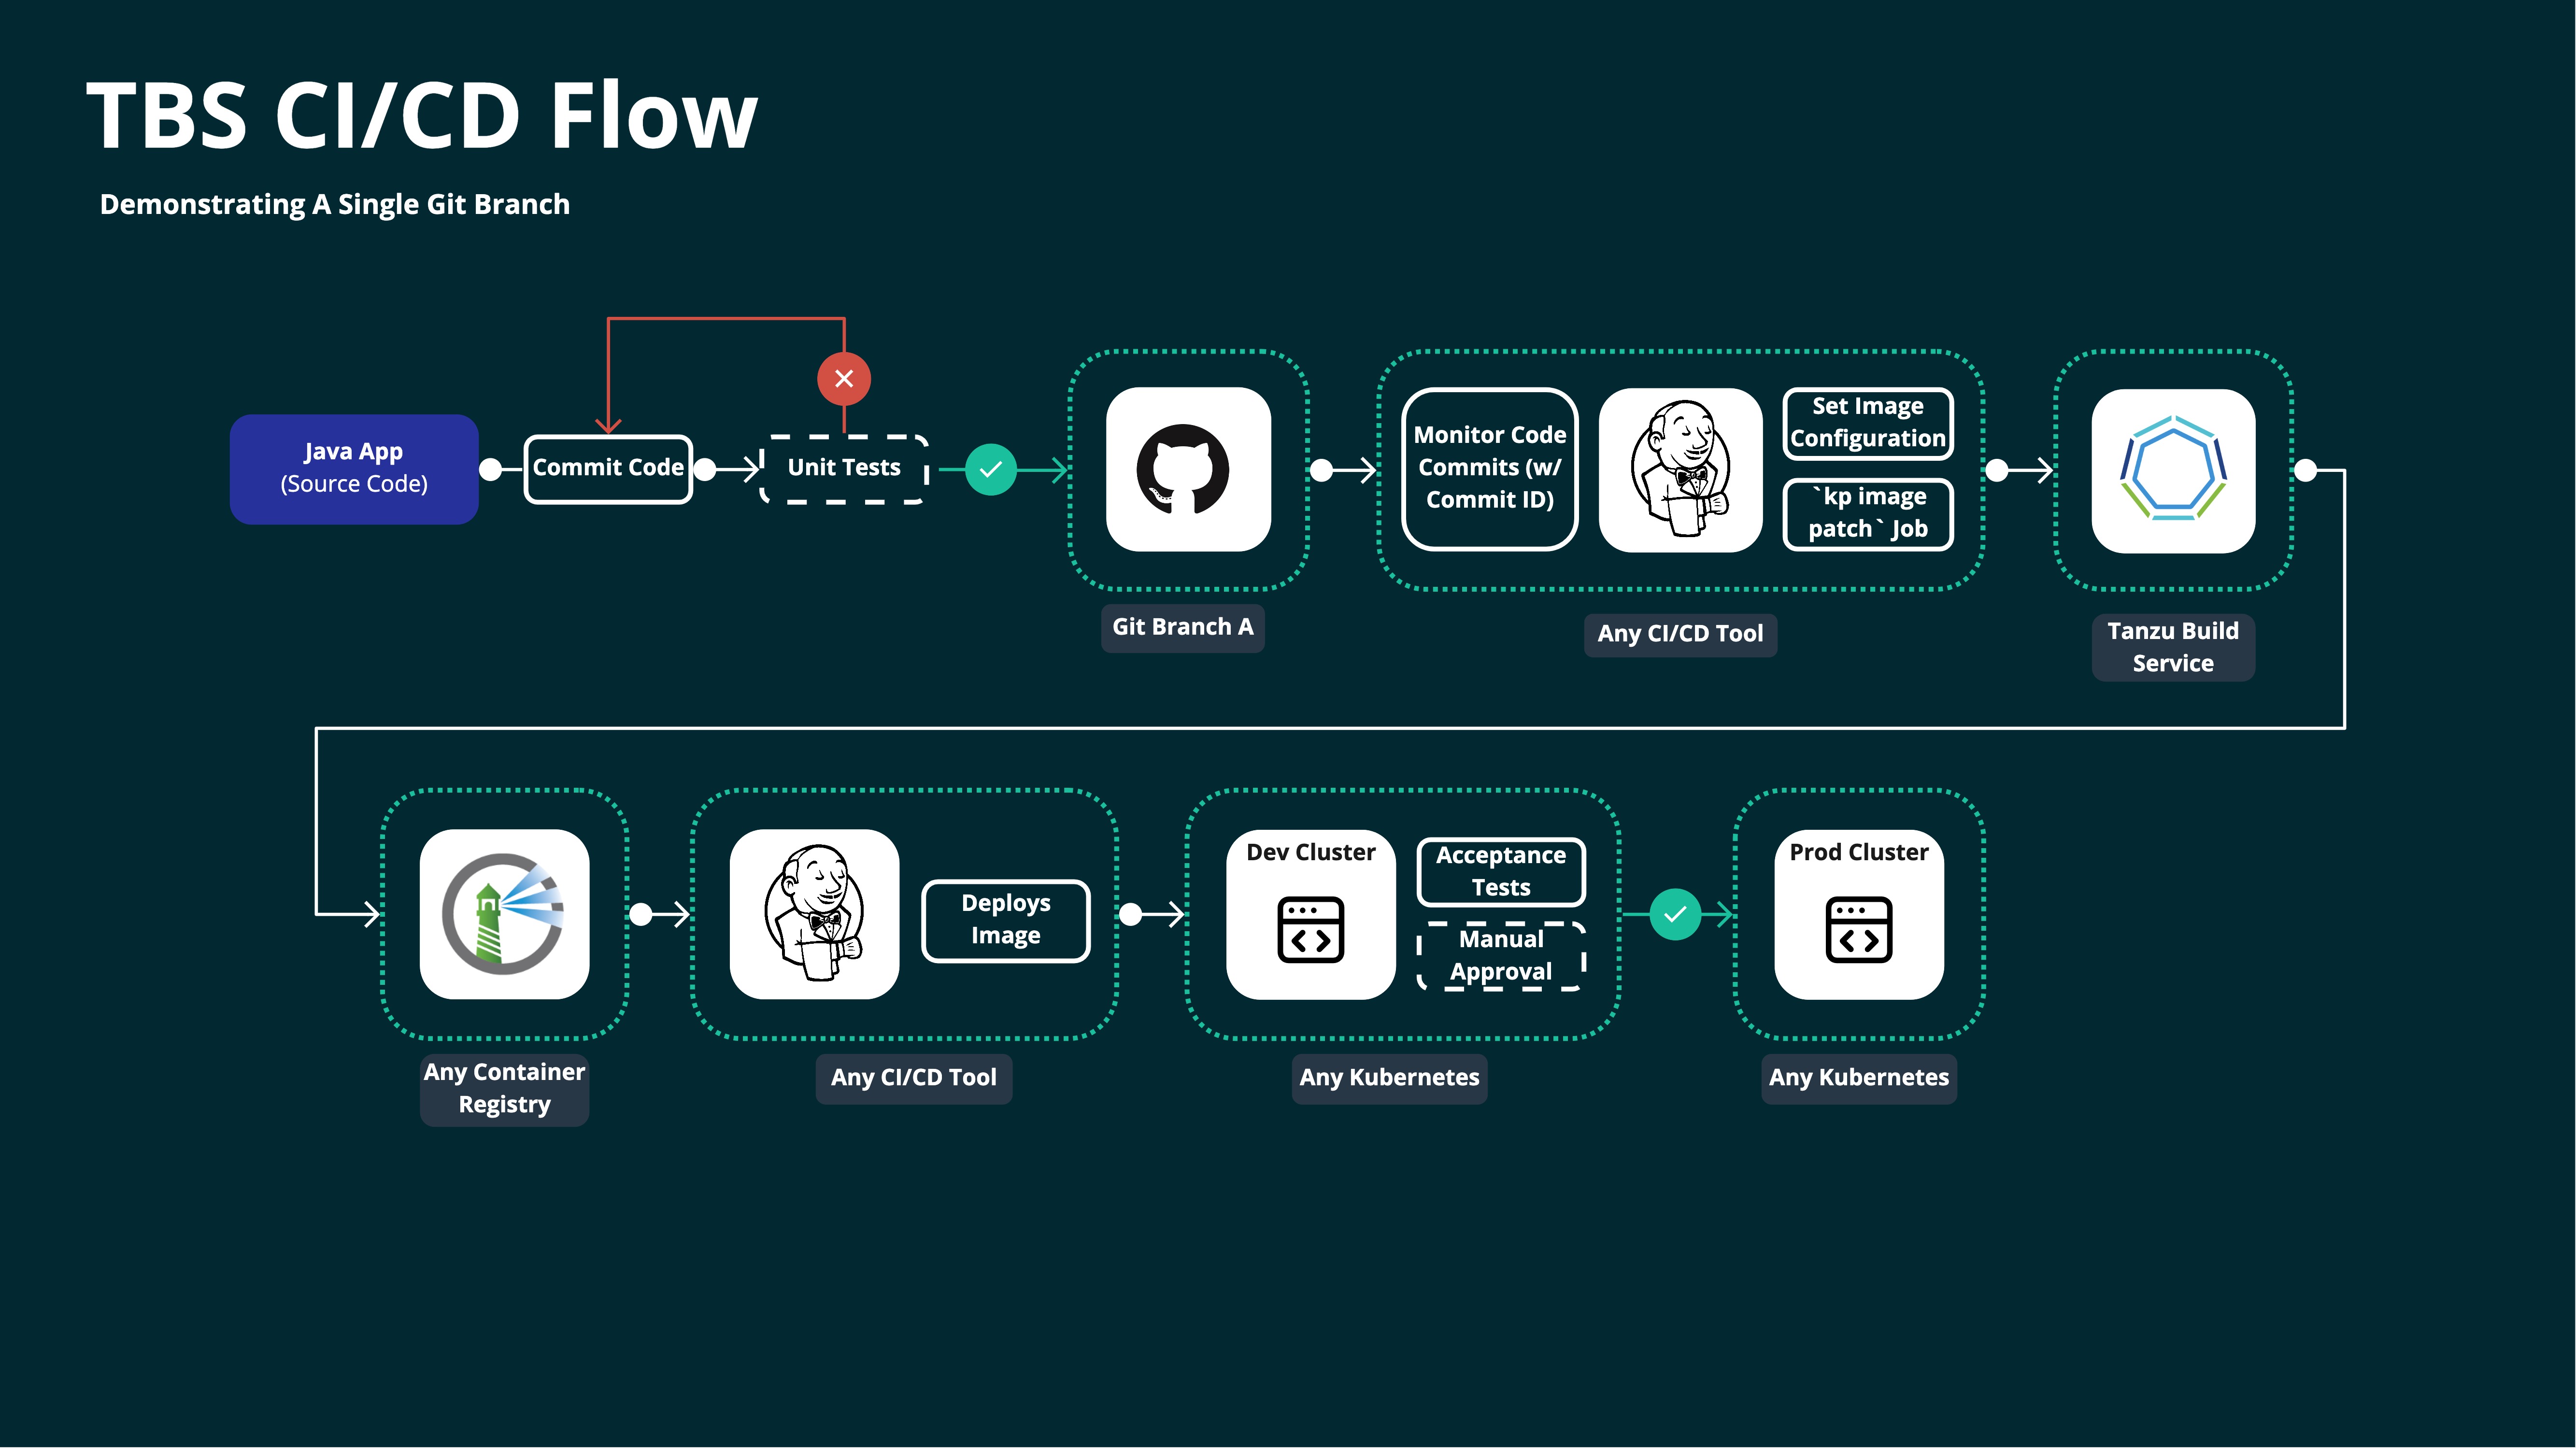 TBS CI/CD Flow
Demonstrating A Single Git Branch
Java App
(Source Code)
Commit Code
Unit Tests
Git Branch A
Monitor Code
Commits (w/
Commit ID)
Set Image
Configuration
`kp image
patch` Job
Any CI/CD Tool
Tanzu Build
Service
Any Container
Registry
Deploys
Image
Any CI/CD Tool
Dev Cluster
Acceptance
Tests
Manual
Approval
Any Kubernetes
Prod Cluster
Any Kubernetes